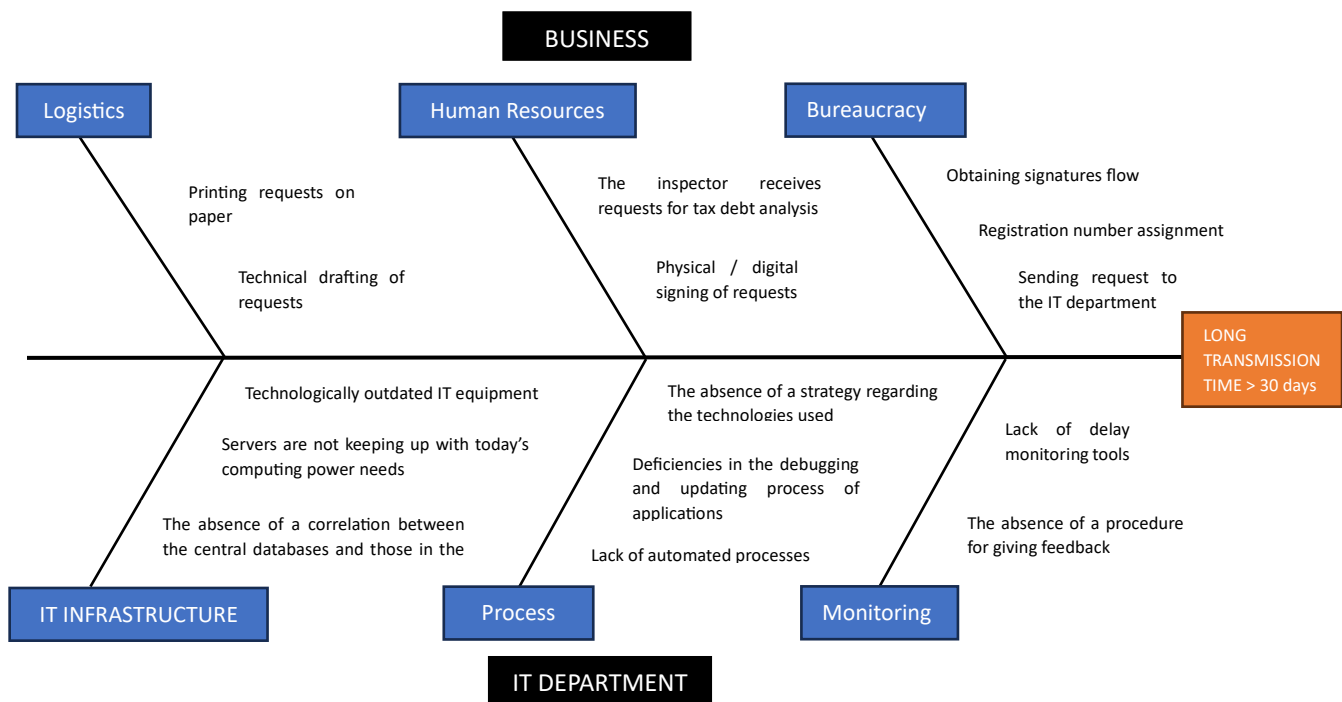 BUSINESS
Logistics
Human Resources
Bureaucracy
Printing requests on
paper
Technical drafting of
requests
The inspector receives
requests for tax debt analysis
Physical / digital
signing of requests
Obtaining signatures flow
Registration number assignment
Sending request to
the IT department
LONG
TRANSMISSION
TIME > 30 days
Technologically outdated IT equipment
Servers are not keeping up with today’s
computing power needs
The absence of a correlation between
the central databases and those in the
The absence of a strategy regarding
the technologies used
Deficiencies in the debugging
and updating process of
applications
Lack of automated processes
Lack of delay
monitoring tools
The absence of a procedure
for giving feedback
IT INFRASTRUCTURE
Process
Monitoring
IT DEPARTMENT